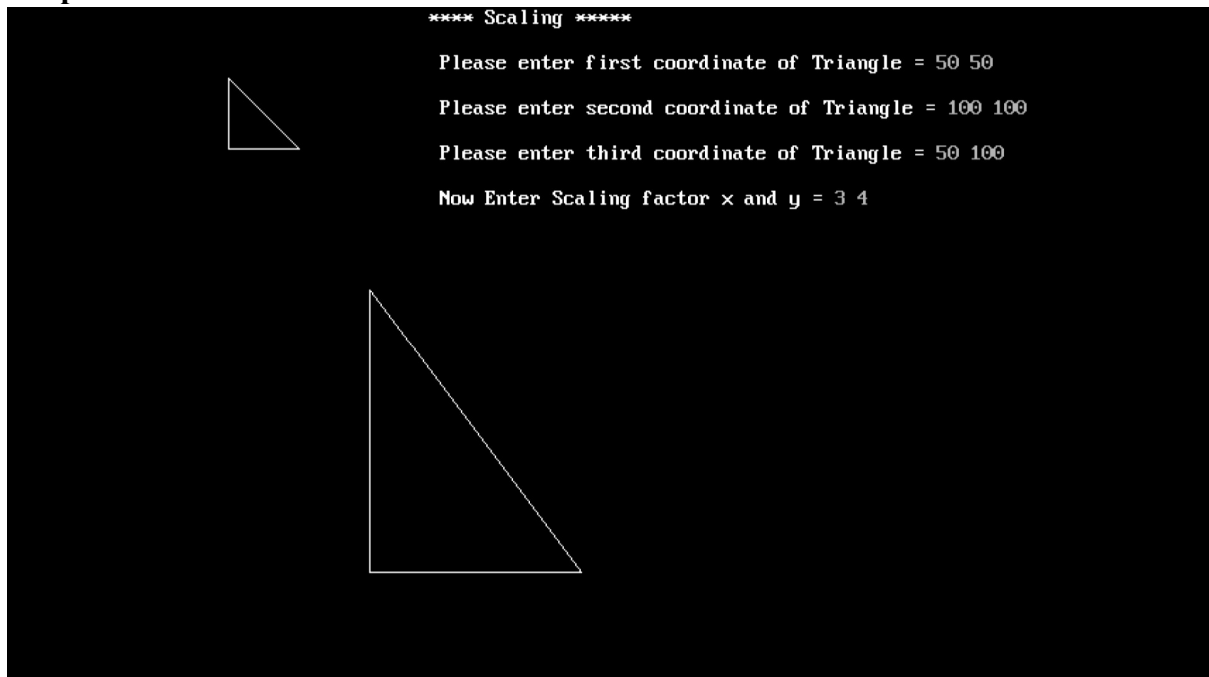 **** Scaling *****
Please enter first coordinate of Triangle = 50 50
Please enter second coordinate of Triangle = 100 100
Please enter third coordinate of Triangle = 50 100
Now Enter Scaling factor x and y = 3 4